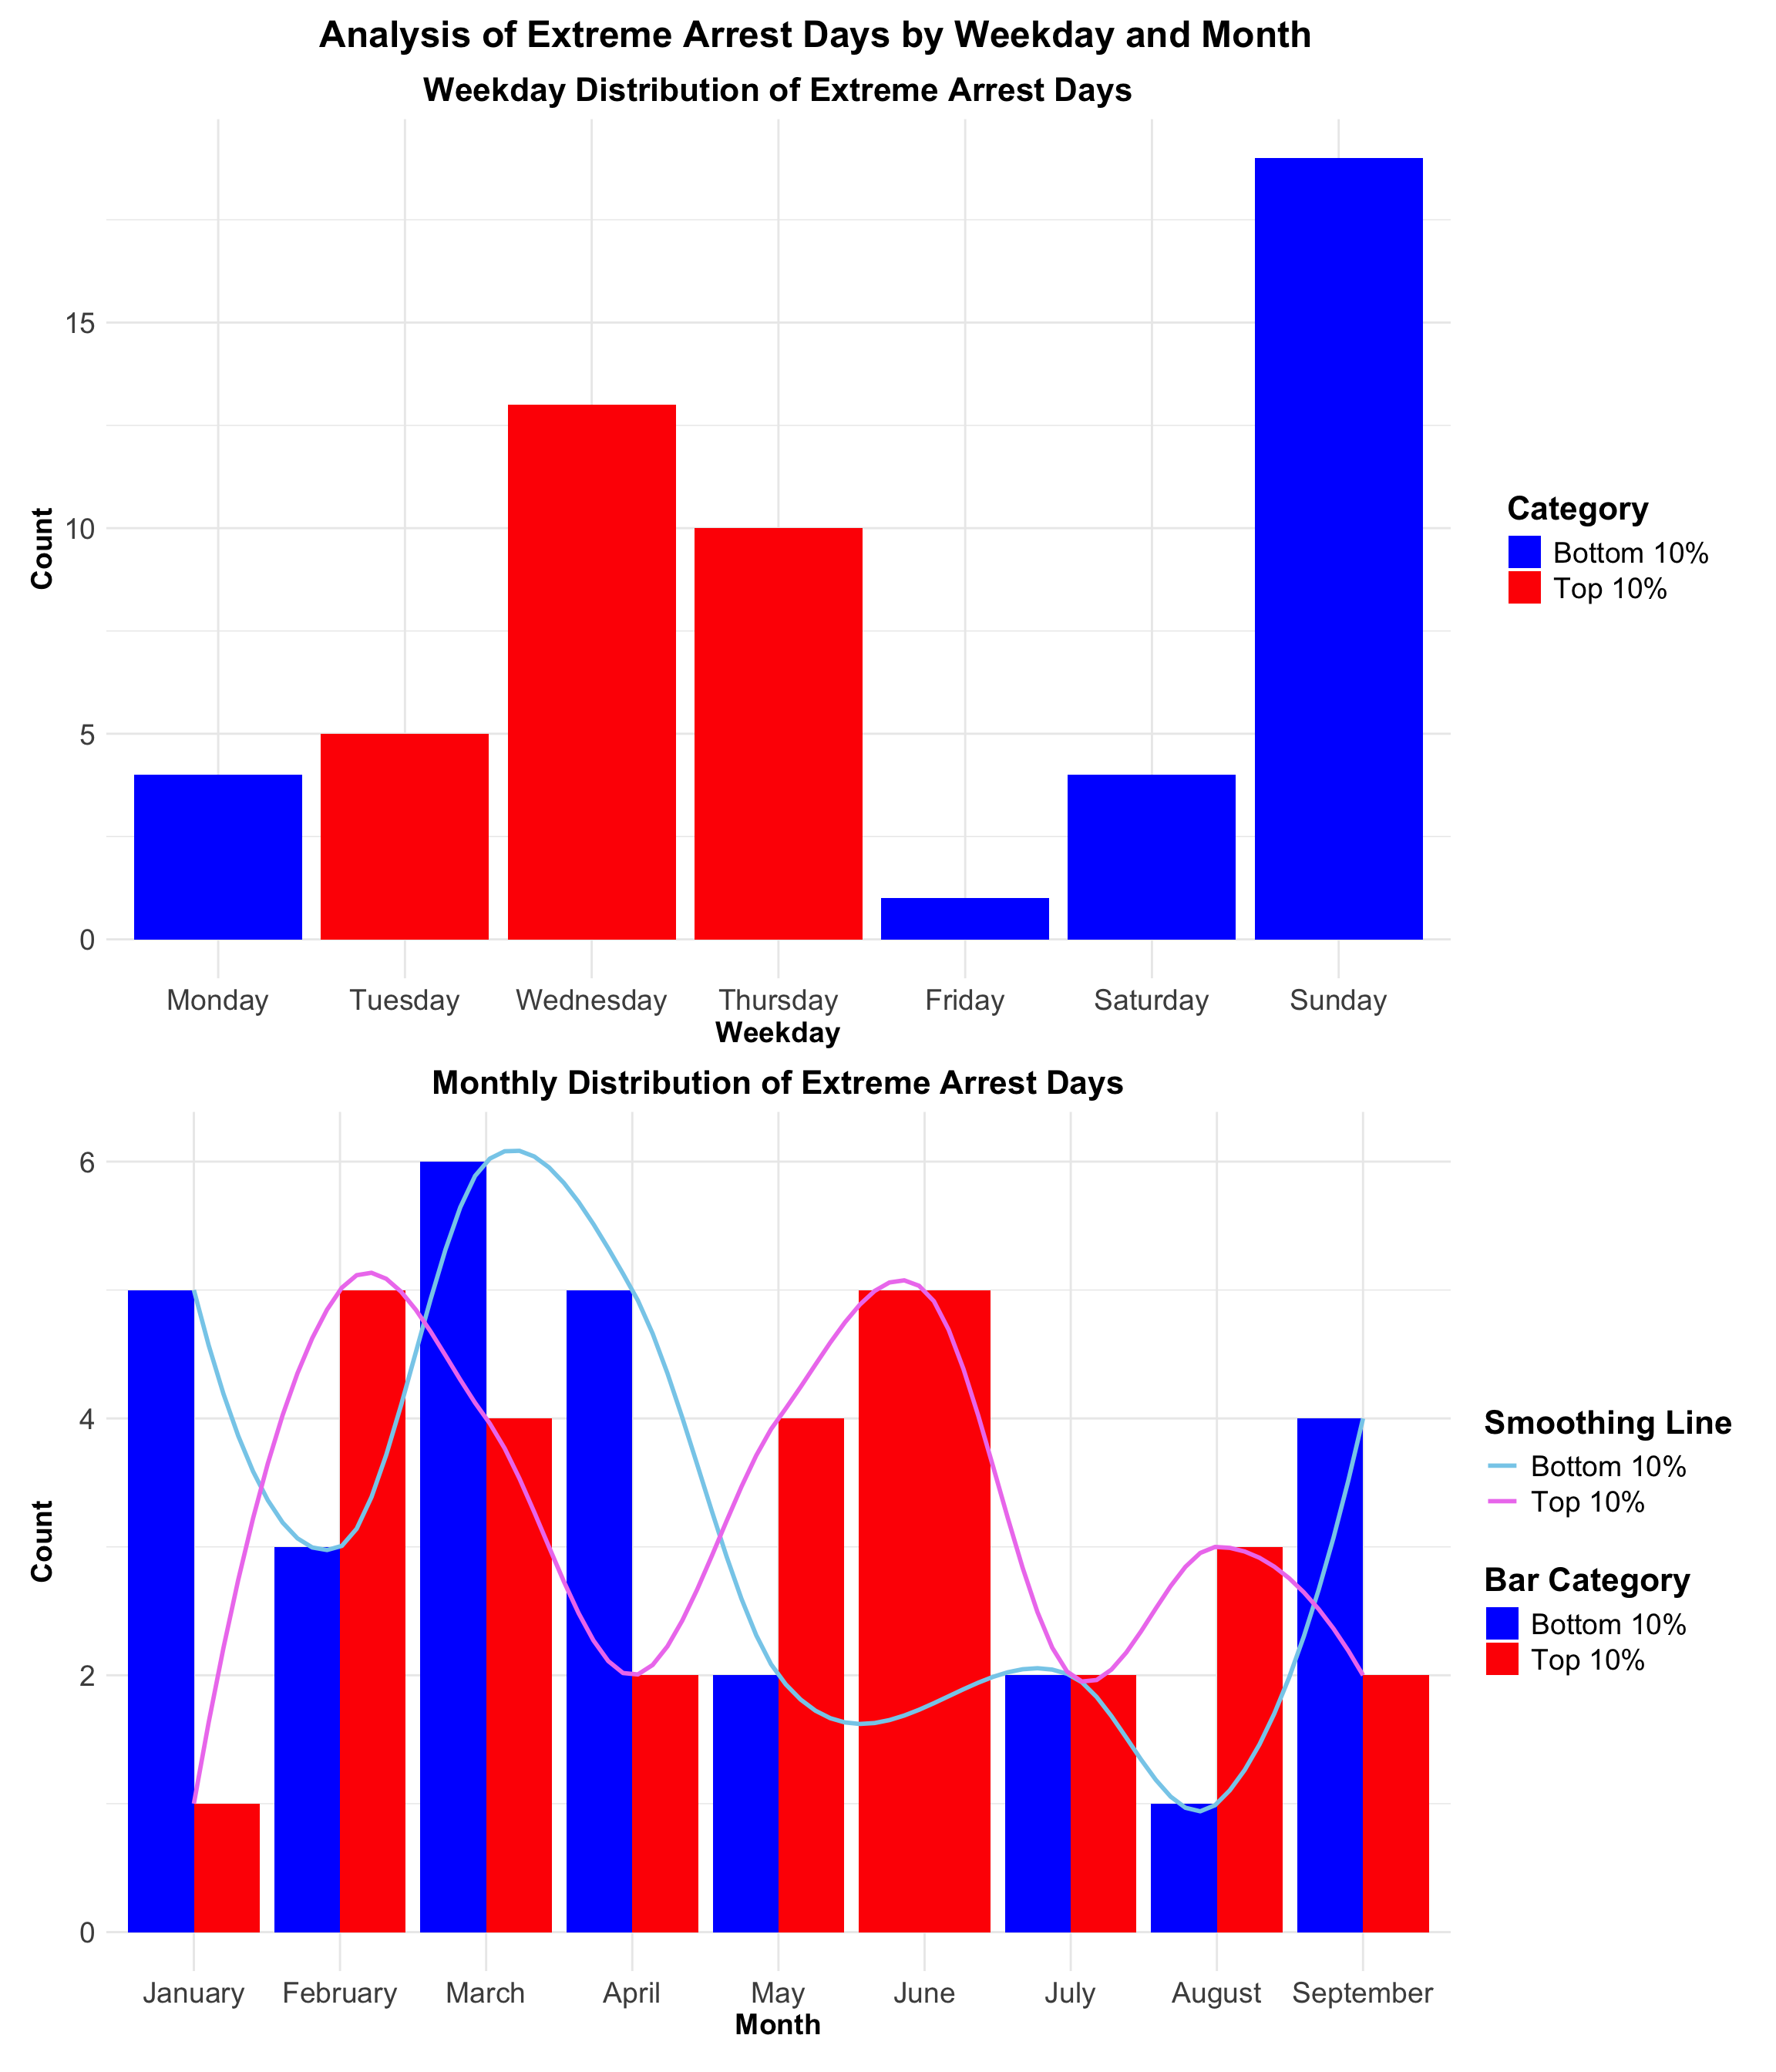 Analysis of Extreme Arrest Days by Weekday and Month
Weekday Distribution of Extreme Arrest Days
Count
15
10
5
0
Monday Tuesday Wednesday Thursday Friday Saturday Sunday
Weekday
Category
Bottom 10%
Top 10%
Monthly Distribution of Extreme Arrest Days
Count
6
4
2
0
January February March April May June July August September
Month
Smoothing Line
Bottom 10%
Top 10%
Bar Category
Bottom 10%
Top 10%